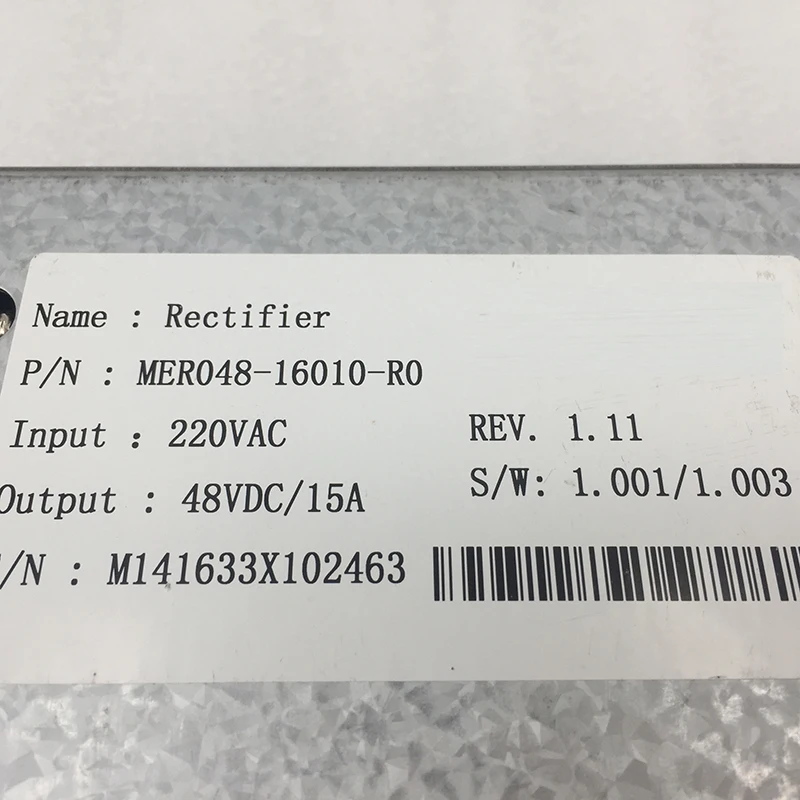 Name : Rectifier
P/N : MER048-16010-R0
Input : 220VAC
REV. 1.11
Output : 48VDC/15A
S/W: 1.001/1.003
/N : M141633X102463